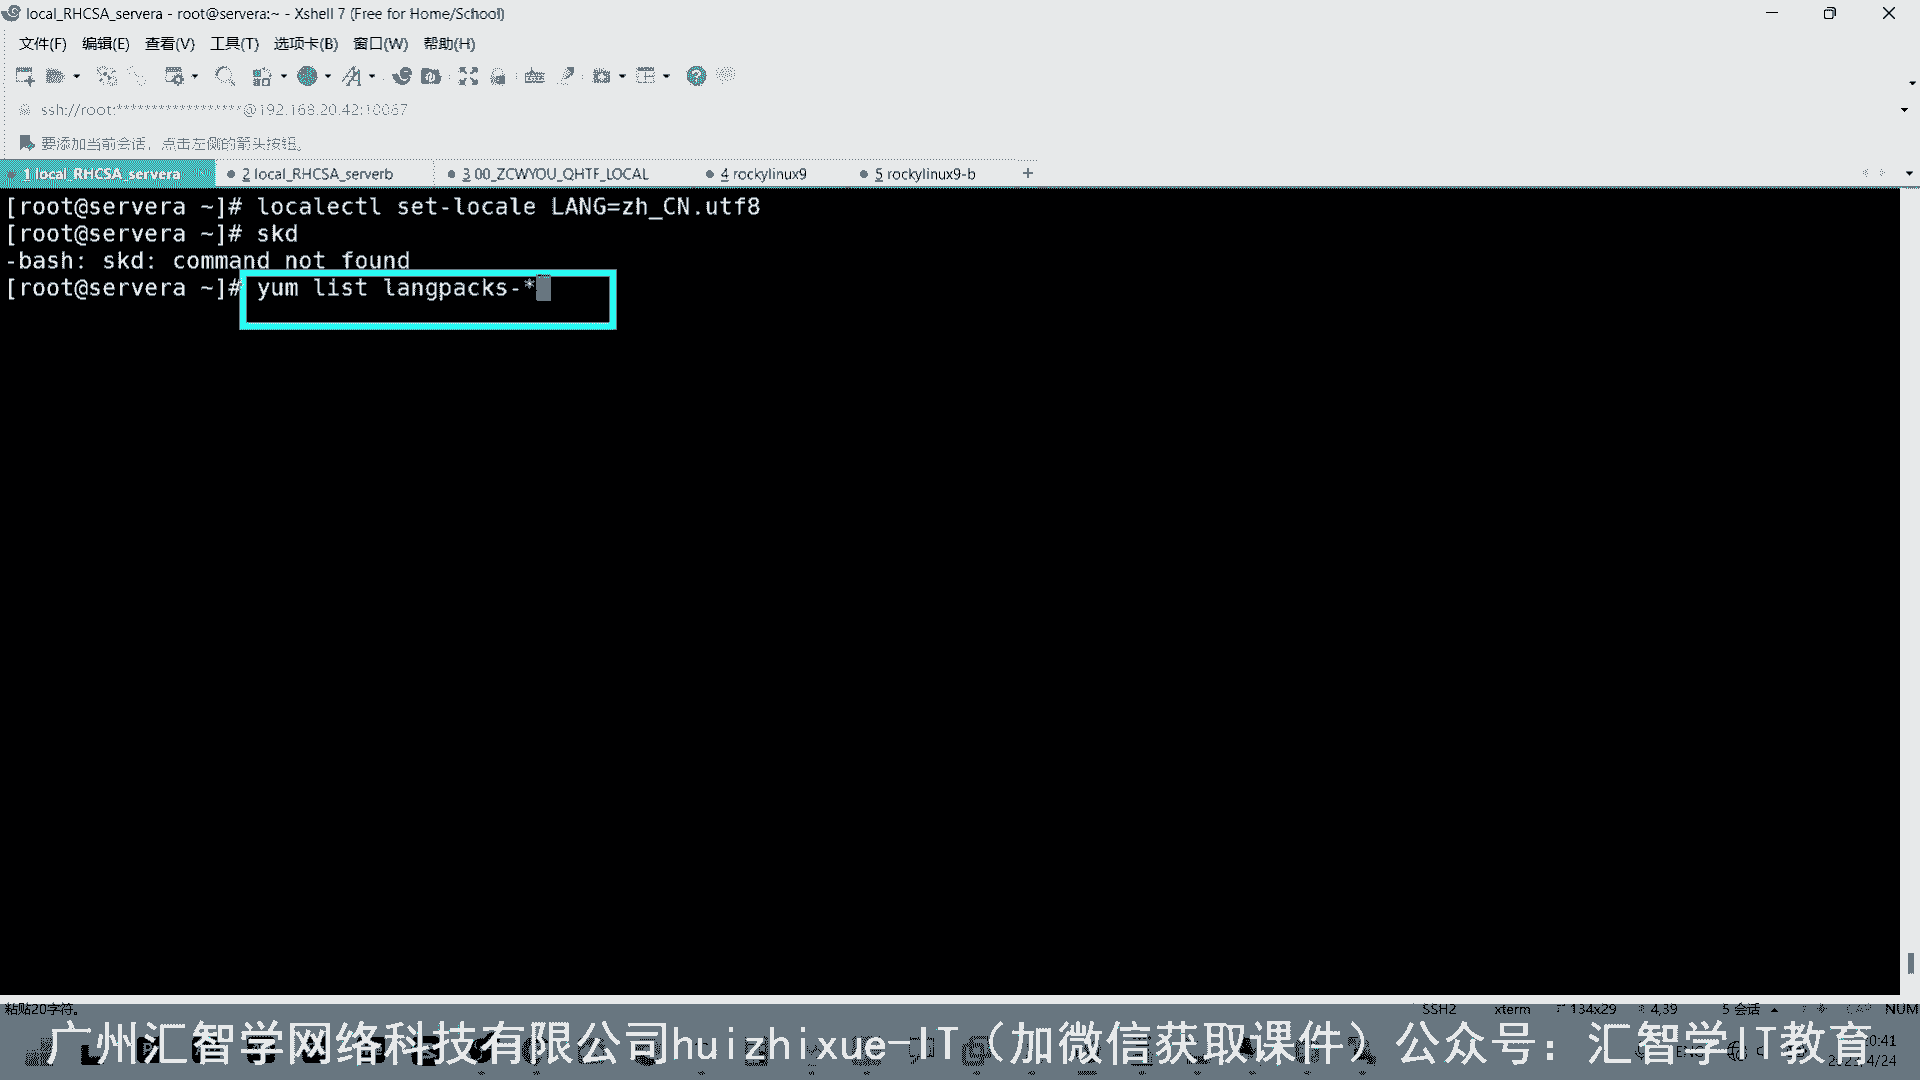 local_RHCSA_servera - root@servera:~ - Xshell 7 (Free for Home/School)
文件(F) 编辑(E) 查看(V) 工具(T) 选项卡(B) 窗口(W) 帮助(H)
ssh://root:******************@192.168.20.42:10067
要添加当前会话，点击左侧的箭头按钮。
1 local_RHCSA_servera 2 local_RHCSA_serverb 3 00_ZCWYOU_QHTF_LOCAL 4 rockylinux9 5 rockylinux9-b +
[root@servera ~]# localectl set-locale LANG=zh_CN.utf8
[root@servera ~]# skd
-bash: skd: command not found
[root@servera ~]# yum list langpacks-*
粘贴20字符。 SSH2 xterm 134x29 4,39 5 会话 NUM
广州汇智学网络科技有限公司huizhixue-IT（加微信获取课件）公众号：汇智学IT教育